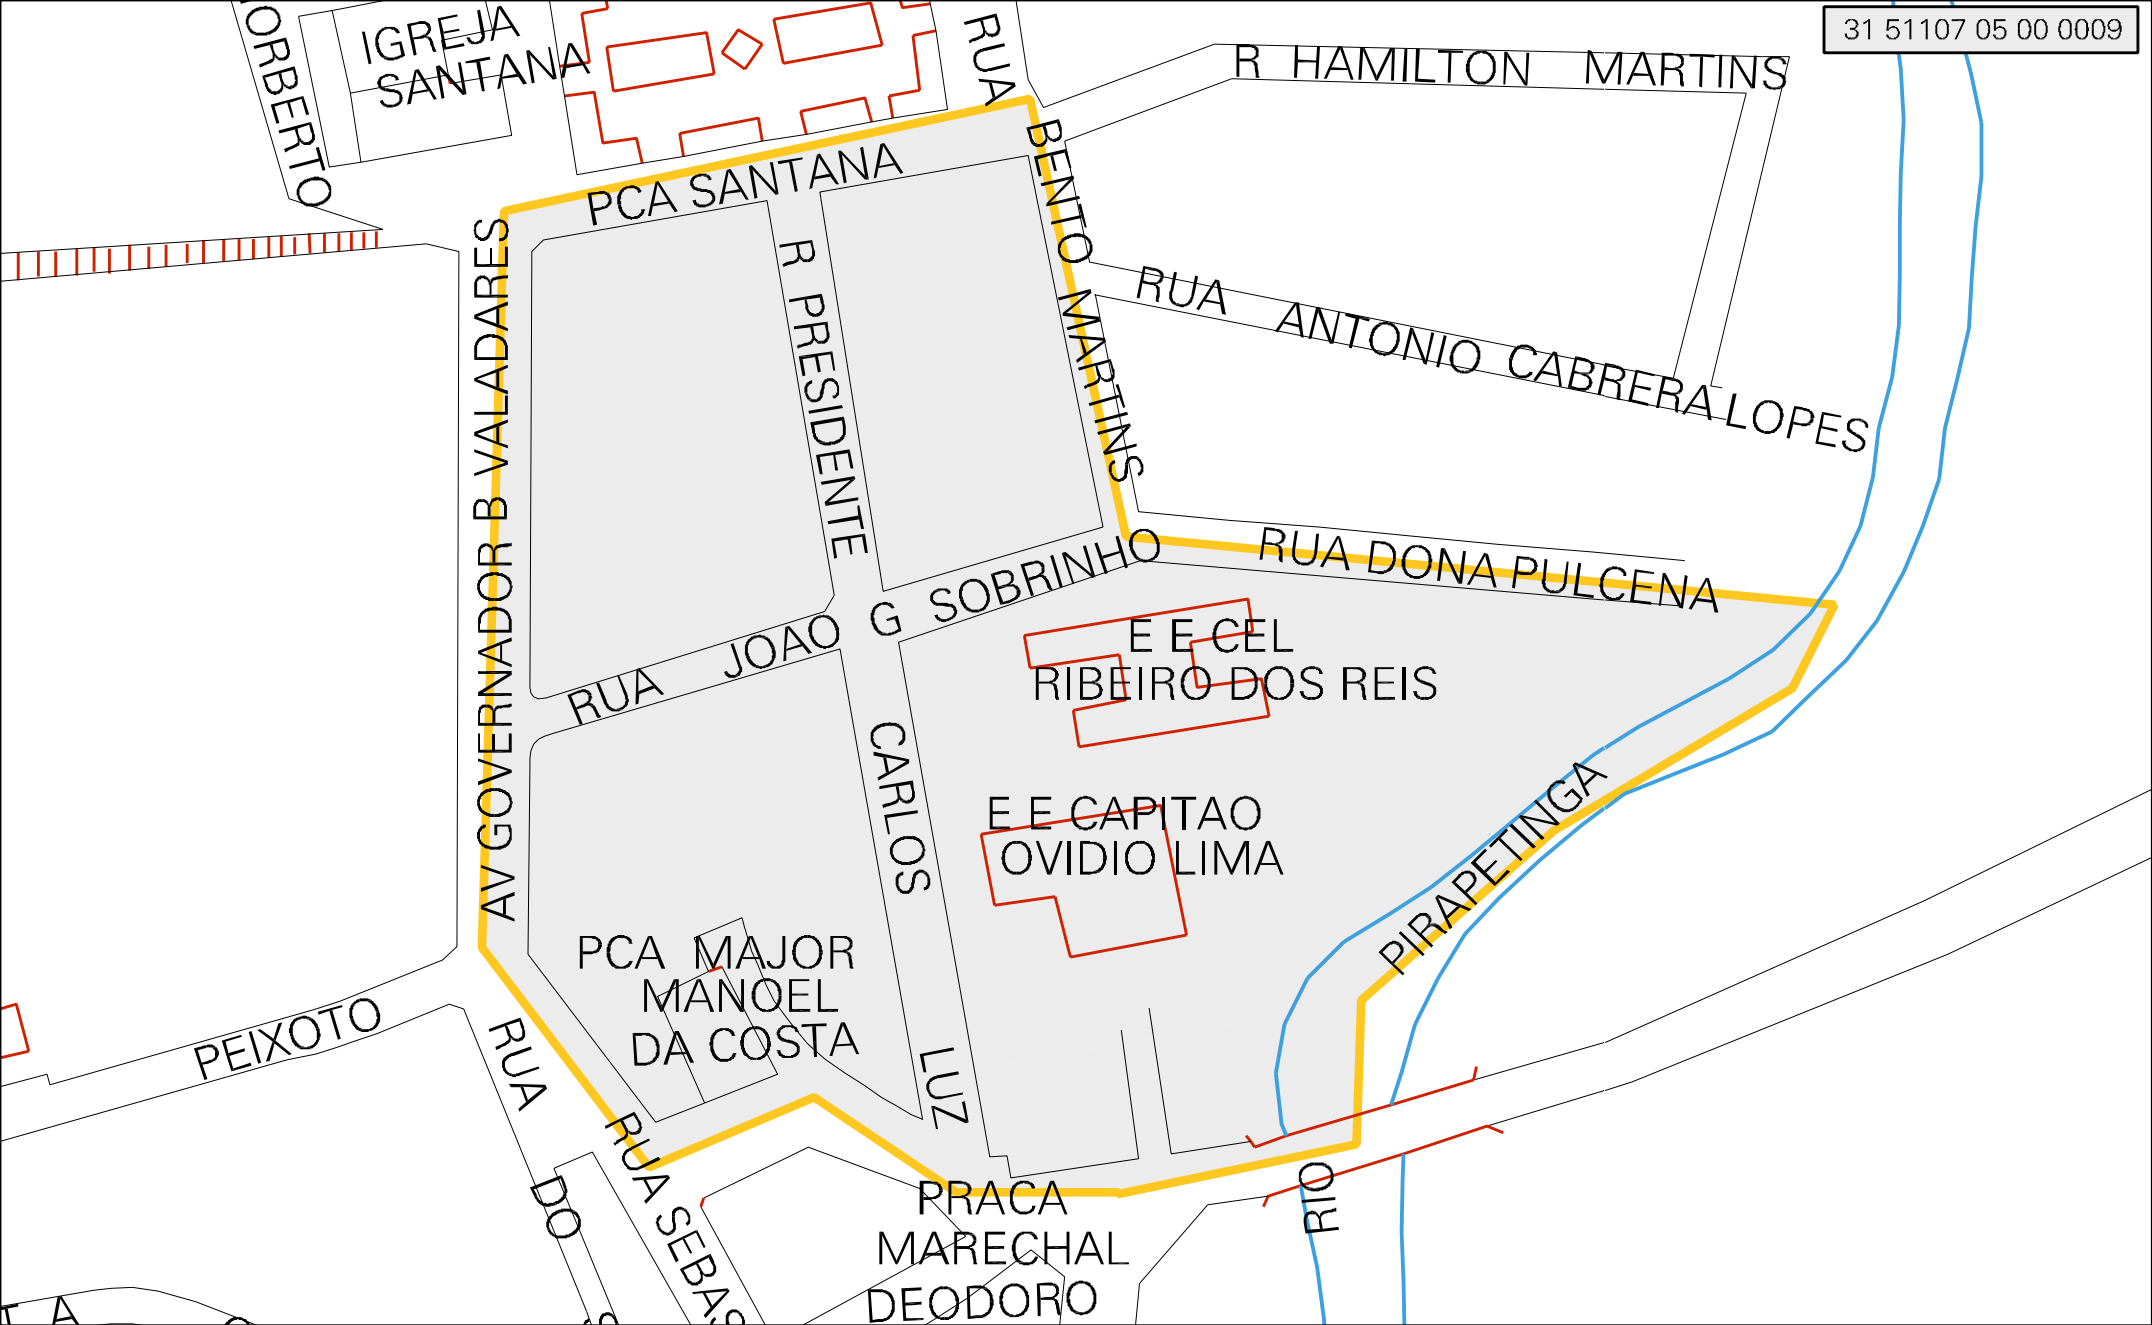 31 51107 05 00 0009
IGREJA
SANTANA
RUA BENTO MARTINS
R HAMILTON MARTINS
PCA SANTANA
AV GOVERNADOR B VALADARES
R PRESIDENTE
RUA ANTONIO CABRERA LOPES
RUA DONA PULCENA
RUA JOAO G SOBRINHO
E E CEL
RIBEIRO DOS REIS
CARLOS LUZ
E E CAPITAO
OVIDIO LIMA
RIO PIRAPETINGA
PCA MAJOR
MANOEL
DA COSTA
PEIXOTO
RUA DO
RUA
PRACA
MARECHAL
DEODORO